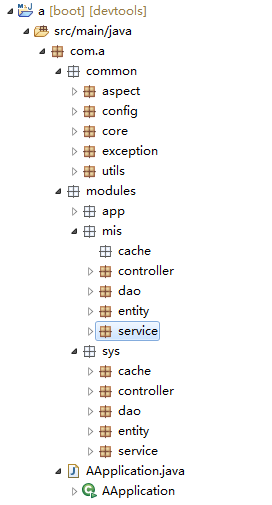 a [boot] [devtools]
src/main/java
com.a
common
aspect
config
core
exception
utils
modules
app
mis
cache
controller
dao
entity
service
sys
cache
controller
dao
entity
service
AApplication.java
AApplication